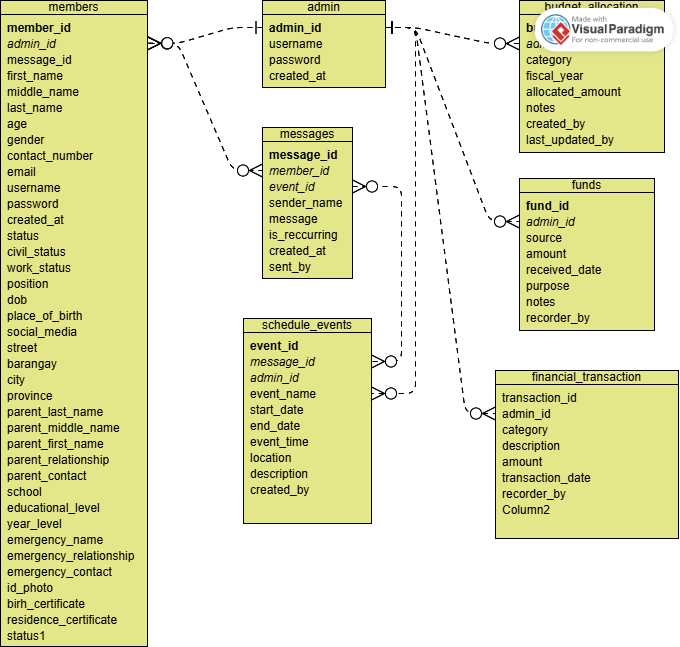 members
member_id
admin_id
message_id
first_name
middle_name
last_name
age
gender
contact_number
email
username
password
created_at
status
civil_status
work_status
position
dob
place_of_birth
social_media
street
barangay
city
province
parent_last_name
parent_middle_name
parent_first_name
parent_relationship
parent_contact
school
educational_level
year_level
emergency_name
emergency_relationship
emergency_contact
id_photo
birh_certificate
residence_certificate
status1
admin
admin_id
username
password
created_at
messages
message_id
member_id
event_id
sender_name
message
is_reccurring
created_at
sent_by
schedule_events
event_id
message_id
admin_id
event_name
start_date
end_date
event_time
location
description
created_by
budget_allocation
Made with
VisualParadigm
For non-commercial use
category
fiscal_year
allocated_amount
notes
created_by
last_updated_by
funds
fund_id
admin_id
source
amount
received_date
purpose
notes
recorder_by
financial_transaction
transaction_id
admin_id
category
description
amount
transaction_date
recorder_by
Column2